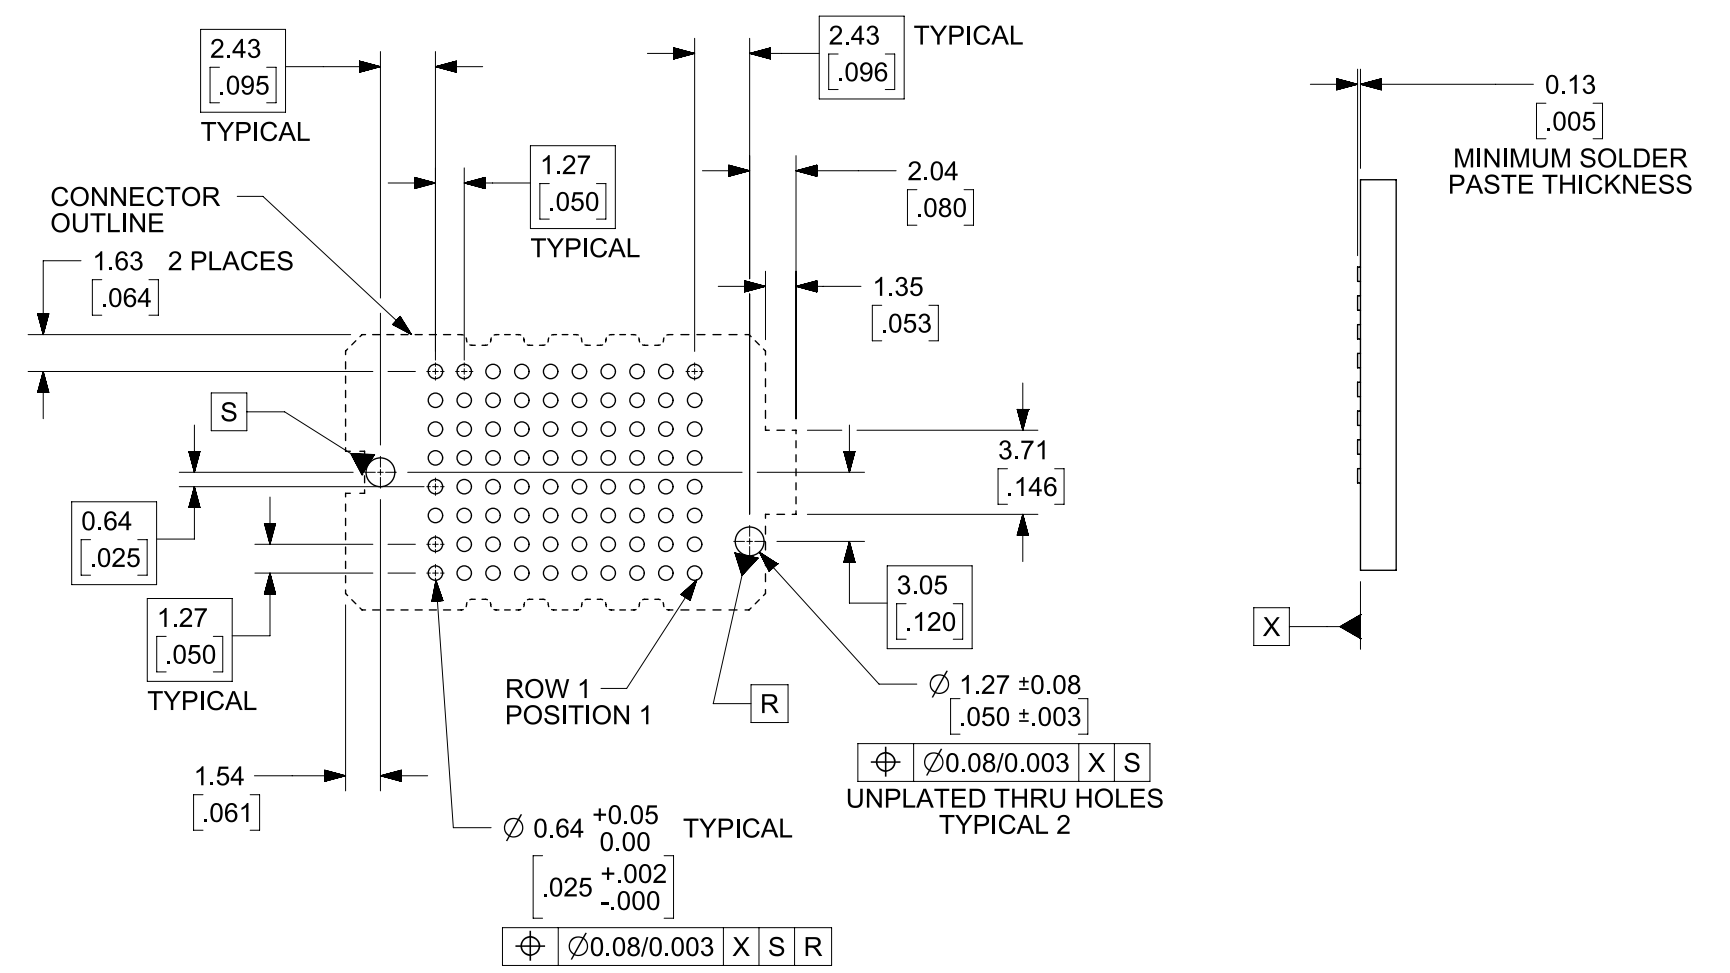 2.43
[.095]
TYPICAL
2.43 TYPICAL
[.096]
1.27
[.050]
TYPICAL
2.04
[.080]
0.13
[.005]
MINIMUM SOLDER
PASTE THICKNESS
CONNECTOR
OUTLINE
1.63 2 PLACES
[.064]
1.35
[.053]
S
3.71
[.146]
0.64
[.025]
1.27
[.050]
TYPICAL
3.05
[.120]
X
ROW 1
POSITION 1
R
∅ 1.27 ±0.08
[.050 ±.003]
⌖ ∅0.08/0.003 X S
UNPLATED THRU HOLES
TYPICAL 2
1.54
[.061]
∅ 0.64 +0.05 TYPICAL
0.00
[.025 +.002
-.000]
⌖ ∅0.08/0.003 X S R